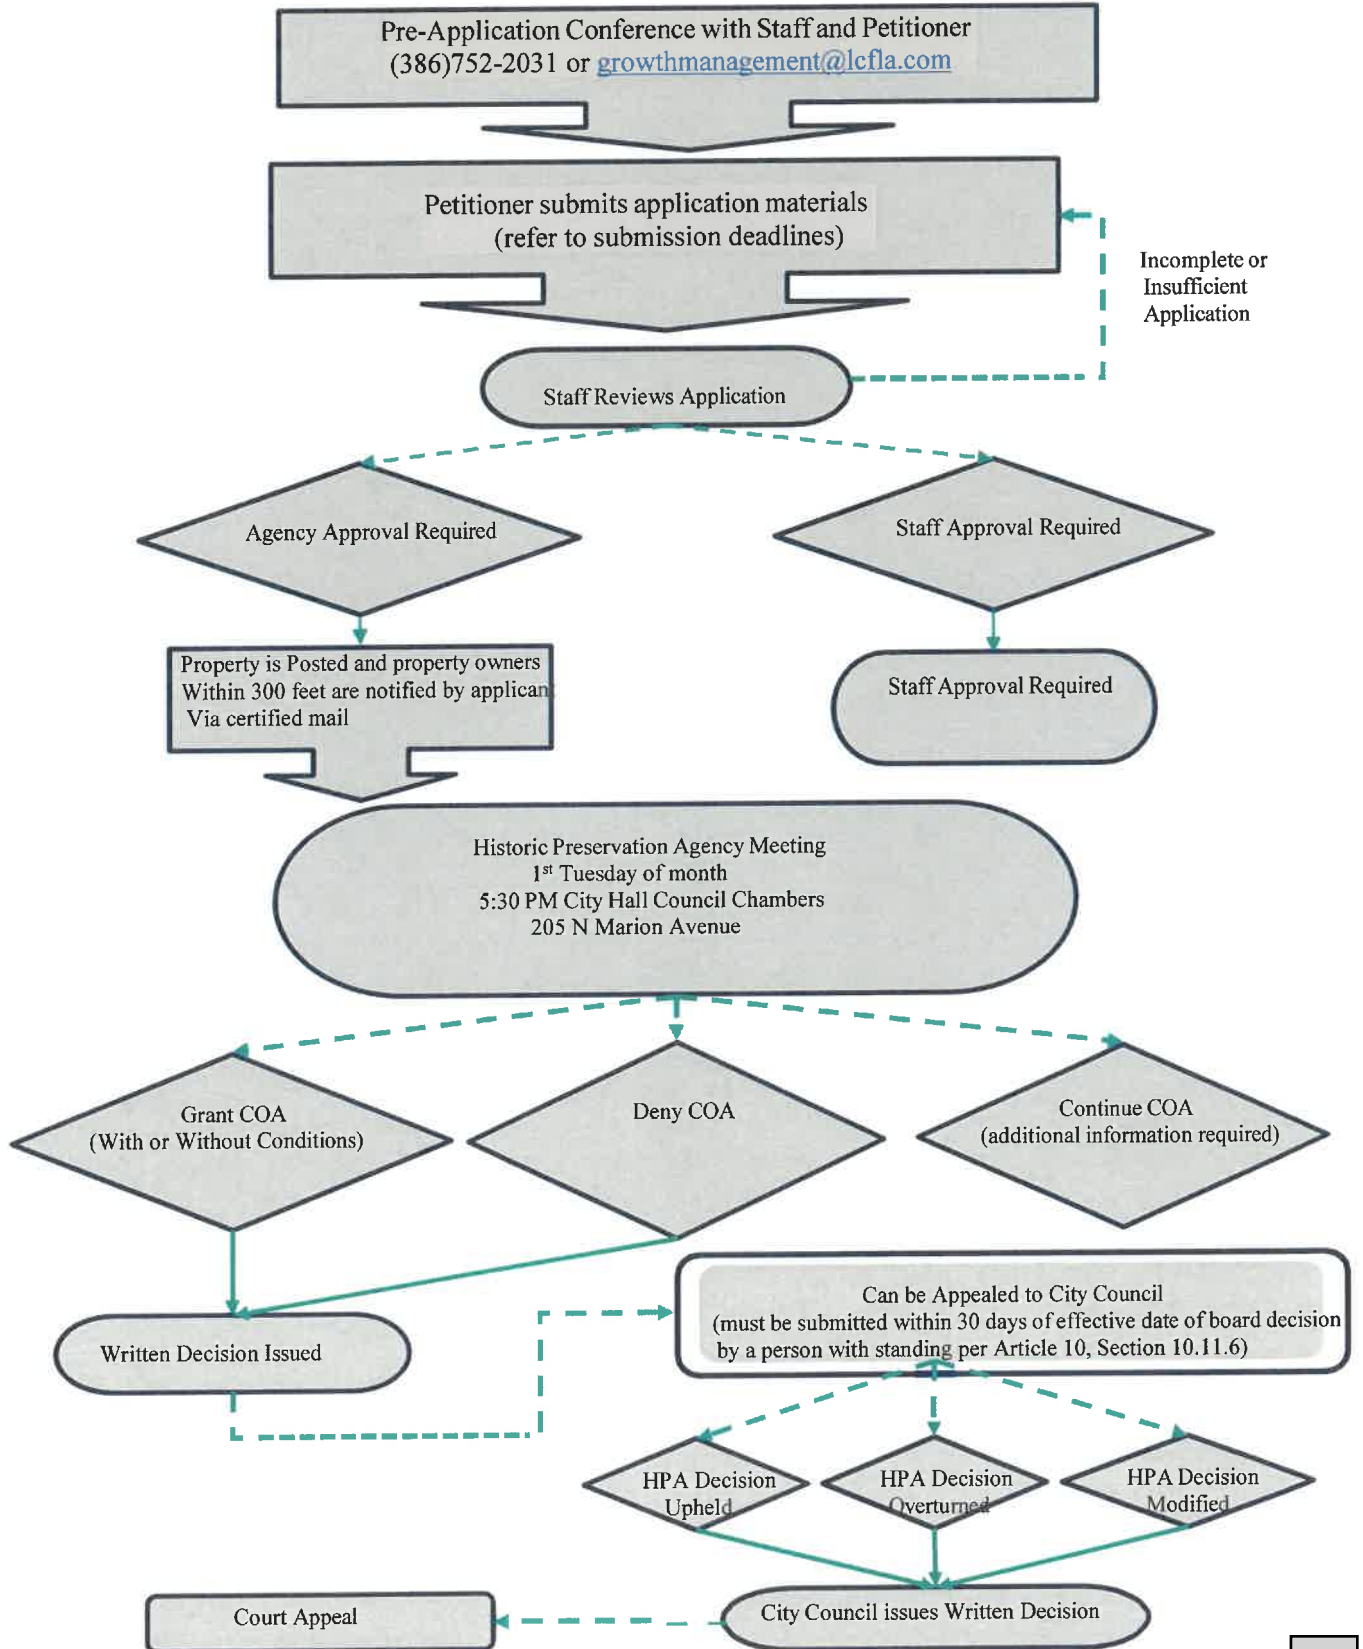 Pre-Application Conference with Staff and Petitioner
(386)752-2031 or growthmanagement@lcfla.com
Petitioner submits application materials
(refer to submission deadlines)
Incomplete or
Insufficient
Application
Staff Reviews Application
Agency Approval Required
Staff Approval Required
Property is Posted and property owners
Within 300 feet are notified by applicant
Via certified mail
Staff Approval Required
Historic Preservation Agency Meeting
1st Tuesday of month
5:30 PM City Hall Council Chambers
205 N Marion Avenue
Grant COA
(With or Without Conditions)
Deny COA
Continue COA
(additional information required)
Written Decision Issued
Can be Appealed to City Council
(must be submitted within 30 days of effective date of board decision
by a person with standing per Article 10, Section 10.11.6)
HPA Decision
Upheld
HPA Decision
Overturned
HPA Decision
Modified
City Council issues Written Decision
Court Appeal